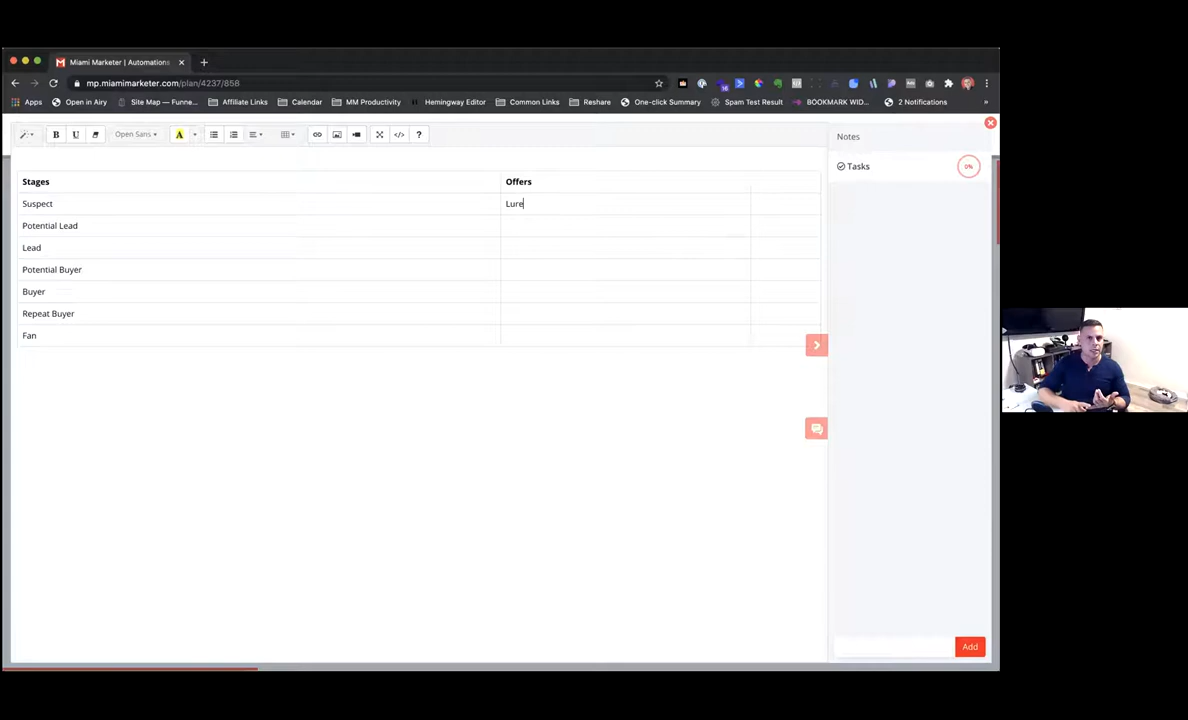 Miami Marketer | Automations
mp.miamimarketer.com/plan/4237/858
Apps Open in Airy Site Map — Funne... Affiliate Links Calendar MM Productivity Hemingway Editor Common Links Reshare One-click Summary Spam Test Result BOOKMARK WID... 2 Notifications »
B U Open Sans A </> ?
Notes
Tasks 0%
Stages Offers
Suspect Lure
Potential Lead
Lead
Potential Buyer
Buyer
Repeat Buyer
Fan
Add